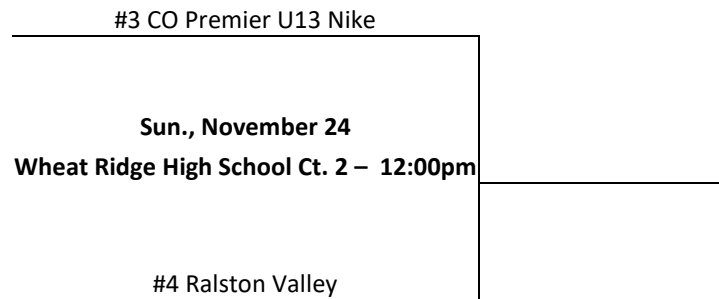 #3 CO Premier U13 Nike
Sun., November 24
Wheat Ridge High School Ct. 2 – 12:00pm
#4 Ralston Valley